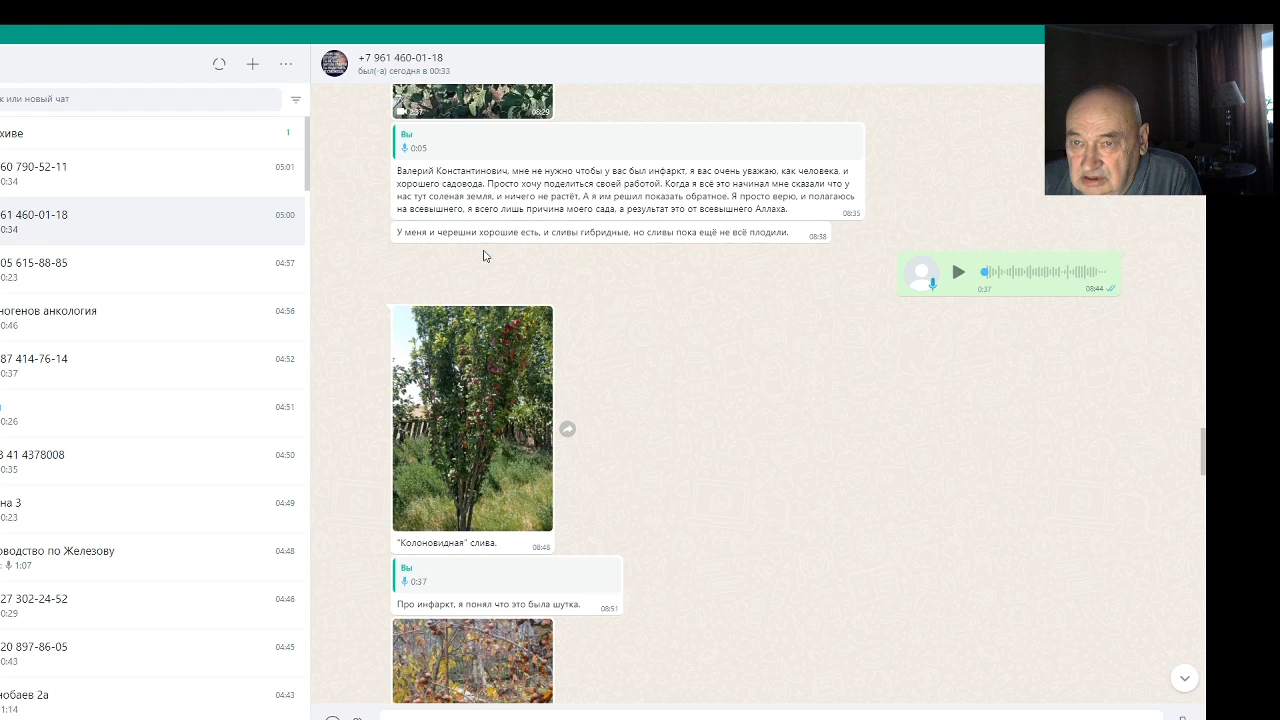 +7 961 460-01-18
был(-а) сегодня в 00:33
к или новый чат
хиве
1
60 790-52-11
05:01
0:34
61 460-01-18
05:00
0:34
05 615-88-85
04:57
0:23
ногенов анкология
04:56
0:46
87 414-76-14
04:52
0:37
04:51
0:26
8 41 4378008
04:50
0:35
на 3
04:49
0:23
оводство по Железову
04:48
: 1:07
27 302-24-52
04:46
0:29
20 897-86-05
04:45
0:43
нобаев 2а
04:43
1:14
2:37
08:29
Вы
0:05
Валерий Константинович, мне не нужно чтобы у вас был инфаркт, я вас очень уважаю, как человека, и
хорошего садовода. Просто хочу поделиться своей работой. Когда я всё это начинал мне сказали что у
нас тут соленая земля, и ничего не растёт. А я им решил показать обратное. Я просто верю, и полагаюсь
на всевышнего, я всего лишь причина моего сада, а результат это от всевышнего Аллаха.
08:35
У меня и черешни хорошие есть, и сливы гибридные, но сливы пока ещё не всё плодили.
08:38
0:37
08:44
"Колоновидная" слива.
08:48
Вы
0:37
Про инфаркт, я понял что это была шутка.
08:51